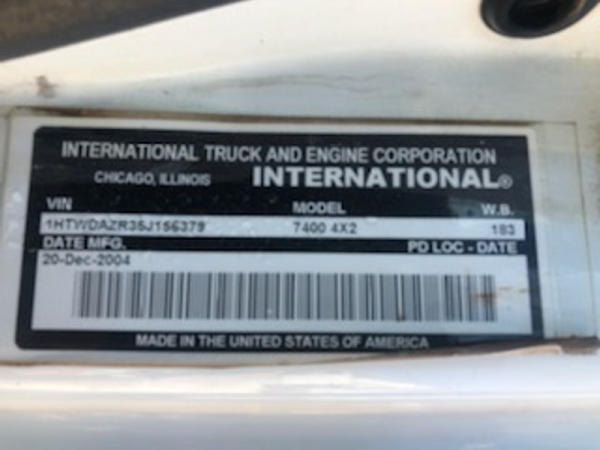 INTERNATIONAL TRUCK AND ENGINE CORPORATION
CHICAGO, ILLINOIS INTERNATIONAL®
VIN MODEL W.B.
1HTWDAZR35J156379 7400 4X2 183
DATE MFG. PD LOC - DATE
20-Dec-2004
MADE IN THE UNITED STATES OF AMERICA